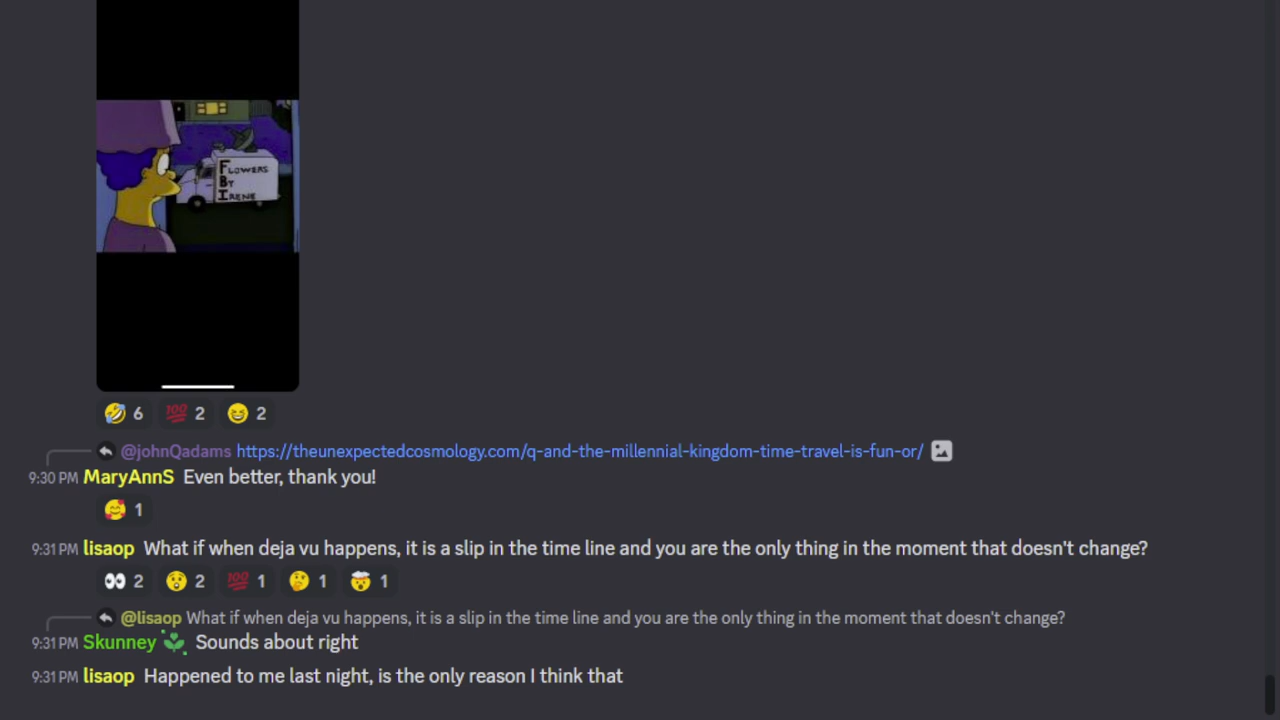 Flowers
By
Irene
6 2 2
@johnQadams https://theunexpectedcosmology.com/q-and-the-millennial-kingdom-time-travel-is-fun-or/
9:30 PM MaryAnnS Even better, thank you!
1
9:31 PM lisaop What if when deja vu happens, it is a slip in the time line and you are the only thing in the moment that doesn't change?
2 2 1 1 1
@lisaop What if when deja vu happens, it is a slip in the time line and you are the only thing in the moment that doesn't change?
9:31 PM Skunney Sounds about right
9:31 PM lisaop Happened to me last night, is the only reason I think that